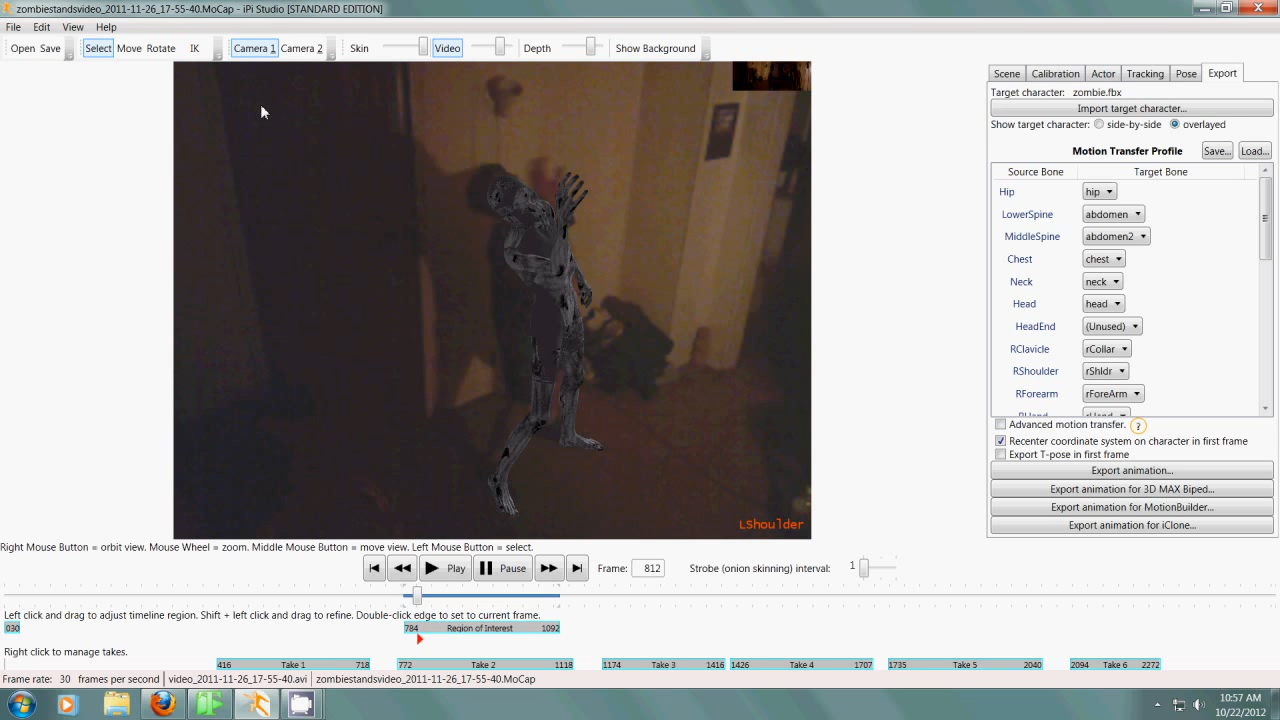 zombiestandsvideo_2011-11-26_17-55-40.MoCap - iPi Studio [STANDARD EDITION]
File Edit View Help
Open Save Select Move Rotate IK Camera 1 Camera 2 Skin Video Depth Show Background
Scene Calibration Actor Tracking Pose Export
Target character: zombie.fbx
Import target character...
Show target character: side-by-side overlayed
Motion Transfer Profile Save... Load...
Source Bone Target Bone
Hip hip
LowerSpine abdomen
MiddleSpine abdomen2
Chest chest
Neck neck
Head head
HeadEnd (Unused)
RClavicle rCollar
RShoulder rShldr
RForearm rForeArm
Advanced motion transfer. ?
Recenter coordinate system on character in first frame
Export T-pose in first frame
Export animation...
Export animation for 3D MAX Biped...
Export animation for MotionBuilder...
Export animation for iClone...
LShoulder
Right Mouse Button = orbit view. Mouse Wheel = zoom. Middle Mouse Button = move view. Left Mouse Button = select.
Play Pause Frame: 812 Strobe (onion skinning) interval: 1
Left click and drag to adjust timeline region. Shift + left click and drag to refine. Double-click edge to set to current frame.
784 Region of Interest 1092
Right click to manage takes.
416 Take 1 718 772 Take 2 1118 1174 Take 3 1416 1426 Take 4 1707 1735 Take 5 2040 2094 Take 6 2272
Frame rate: 30 frames per second video_2011-11-26_17-55-40.avi zombiestandsvideo_2011-11-26_17-55-40.MoCap
10:57 AM
10/22/2012